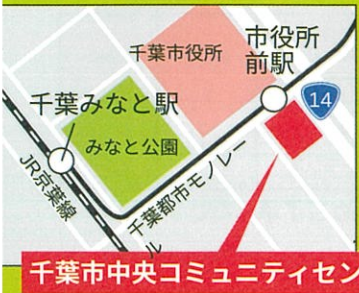 千葉市役所
市役所
前駅
14
千葉みなと駅
みなと公園
JR京葉線
千葉都市モノレー
ル
千葉市中央コミュニティセン